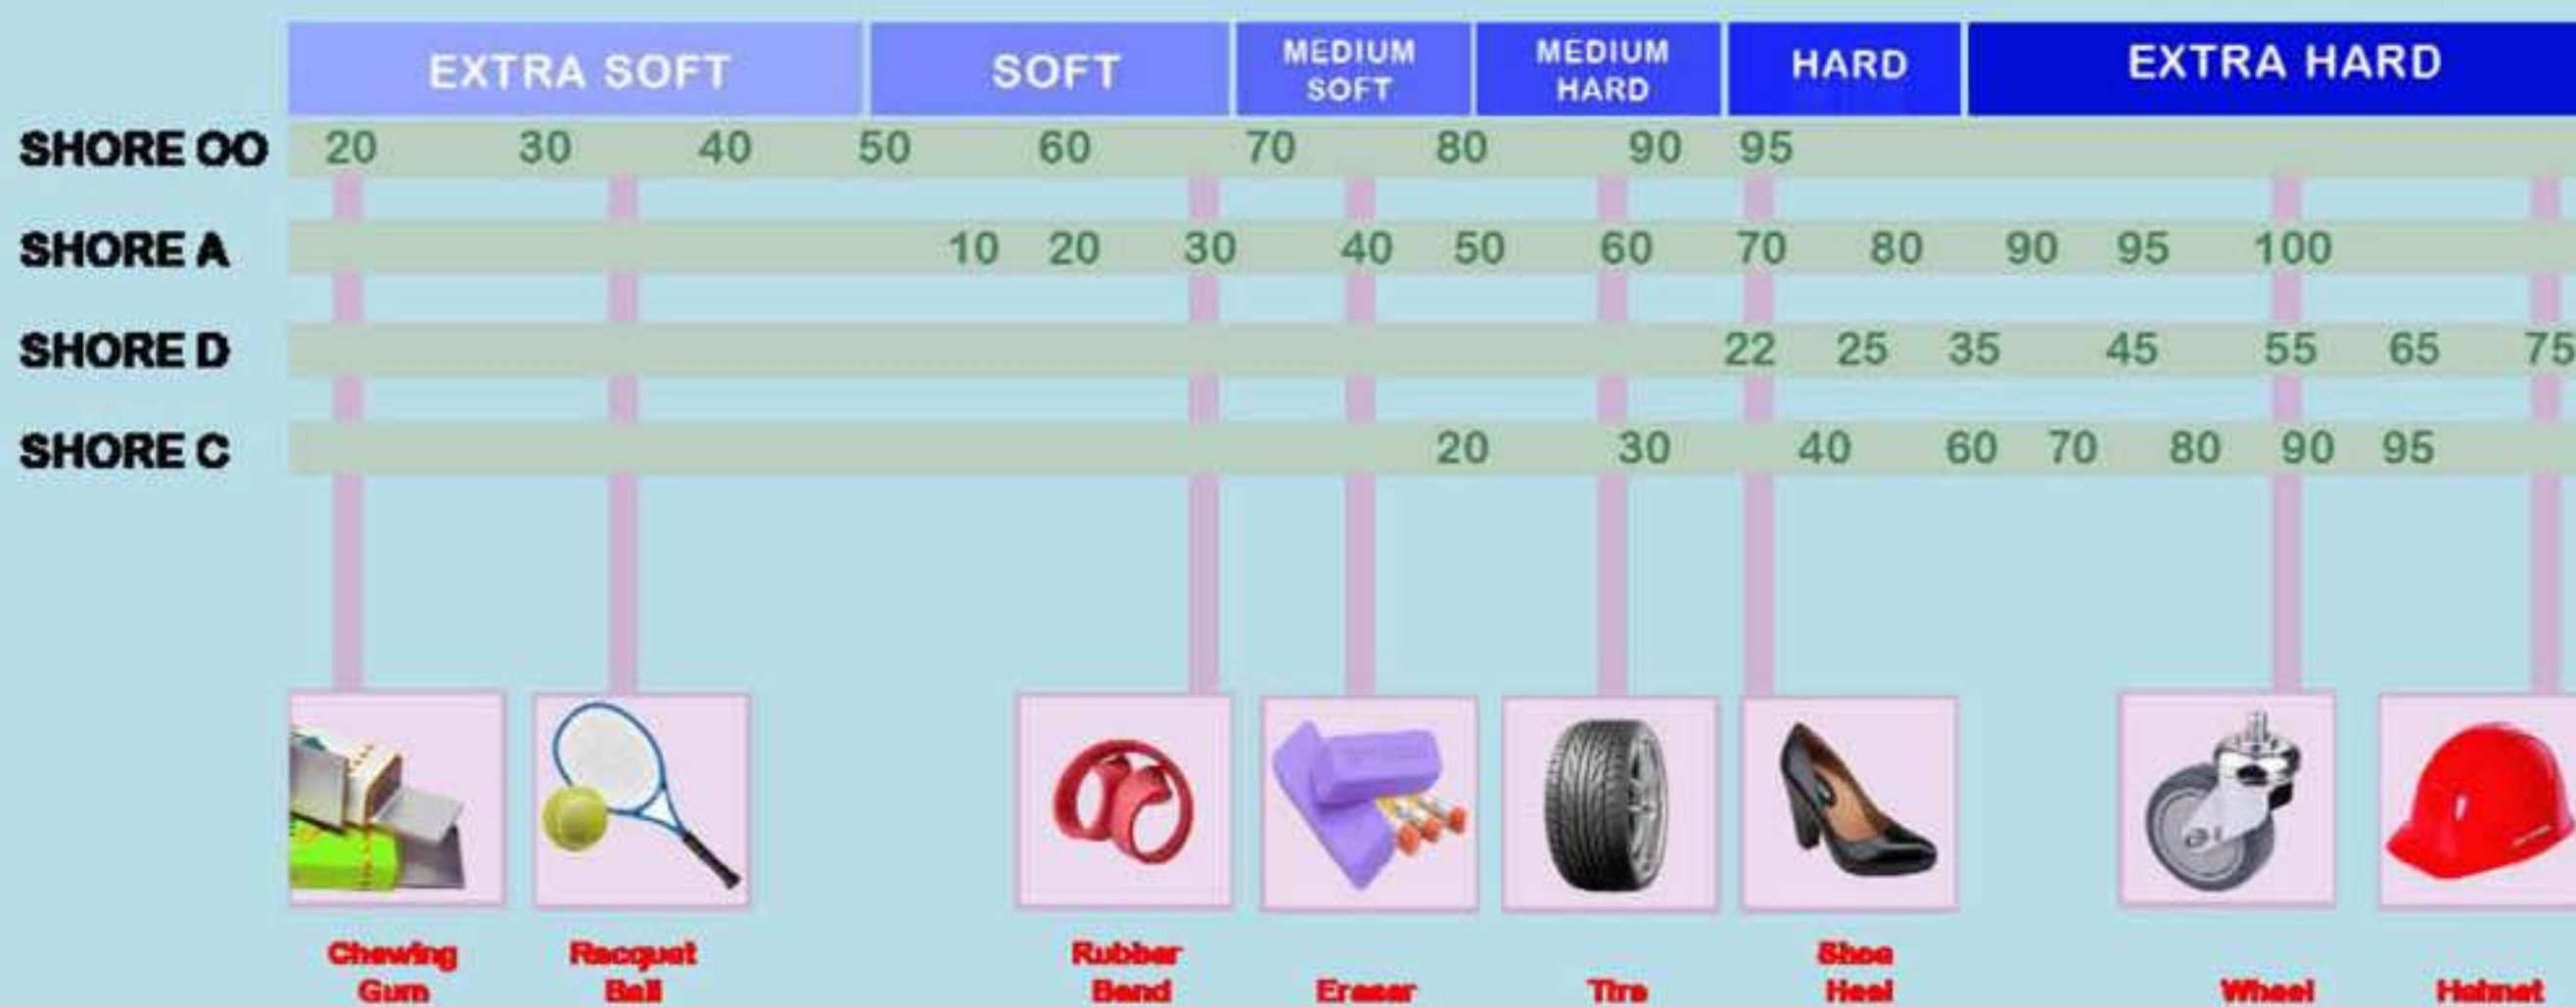 EXTRA SOFT SOFT MEDIUM SOFT MEDIUM HARD HARD EXTRA HARD
SHORE OO 20 30 40 50 60 70 80 90 95
SHORE A 10 20 30 40 50 60 70 80 90 95 100
SHORE D 22 25 35 45 55 65 75
SHORE C 20 30 40 60 70 80 90 95
Chewing Gum
Racquet Ball
Rubber Band
Eraser
Tire
Shoe Heel
Wheel
Helmet